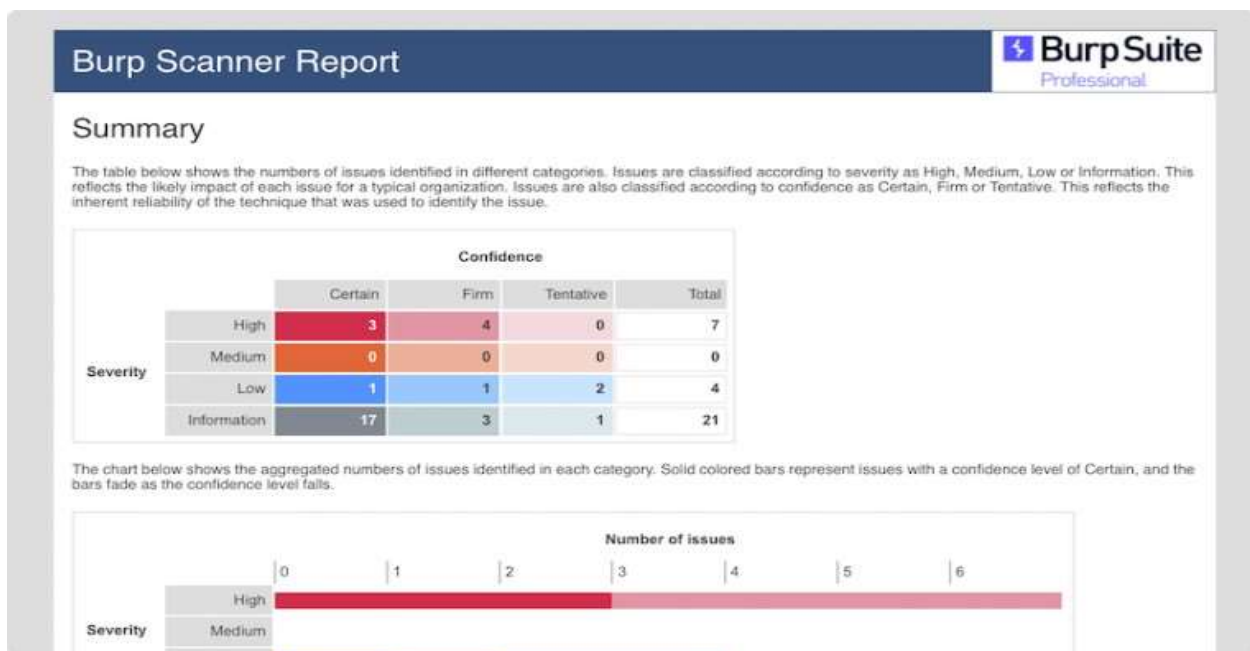 Burp Scanner Report
Burp Suite
Professional
Summary
The table below shows the numbers of issues identified in different categories. Issues are classified according to severity as High, Medium, Low or Information. This
reflects the likely impact of each issue for a typical organization. Issues are also classified according to confidence as Certain, Firm or Tentative. This reflects the
inherent reliability of the technique that was used to identify the issue.
Confidence
Certain Firm Tentative Total
High 3 4 0 7
Medium 0 0 0 0
Severity
Low 1 1 2 4
Information 17 3 1 21
The chart below shows the aggregated numbers of issues identified in each category. Solid colored bars represent issues with a confidence level of Certain, and the
bars fade as the confidence level falls.
Number of issues
0 1 2 3 4 5 6
High
Severity Medium